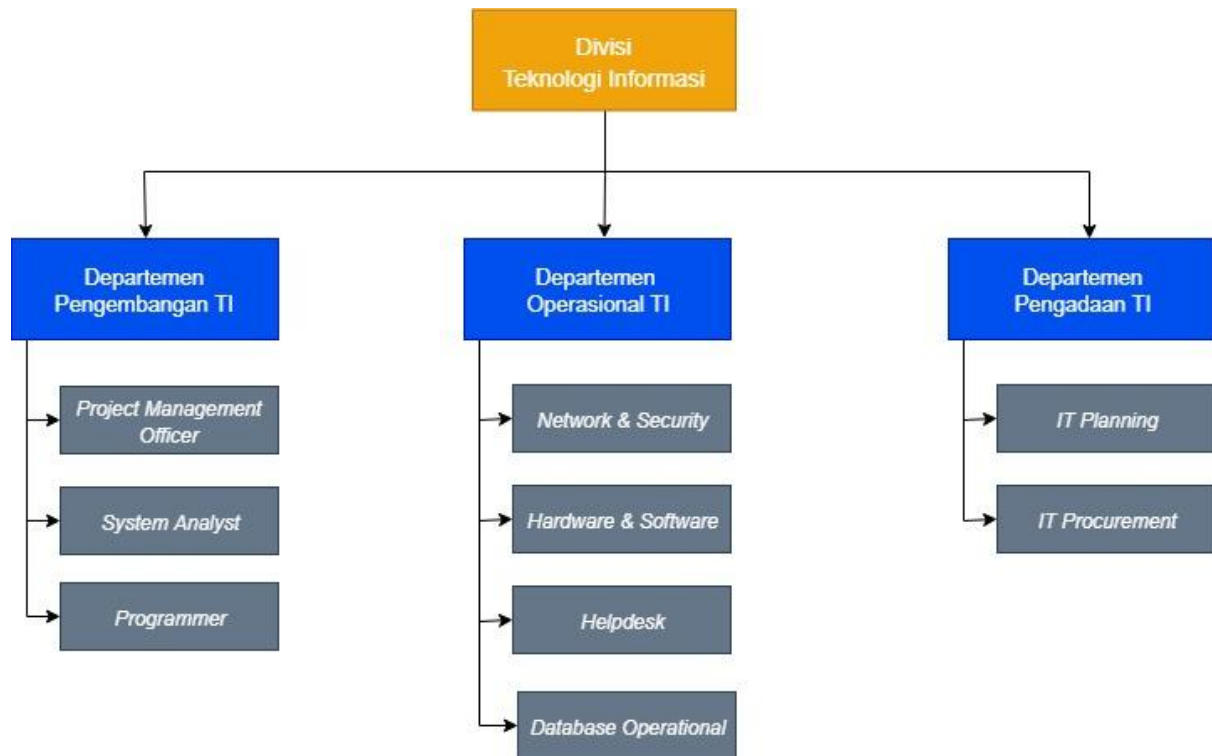 Divisi
Teknologi Informasi
Departemen
Pengembangan TI
Project Management
Officer
System Analyst
Programmer
Departemen
Operasional TI
Network & Security
Hardware & Software
Helpdesk
Database Operational
Departemen
Pengadaan TI
IT Planning
IT Procurement